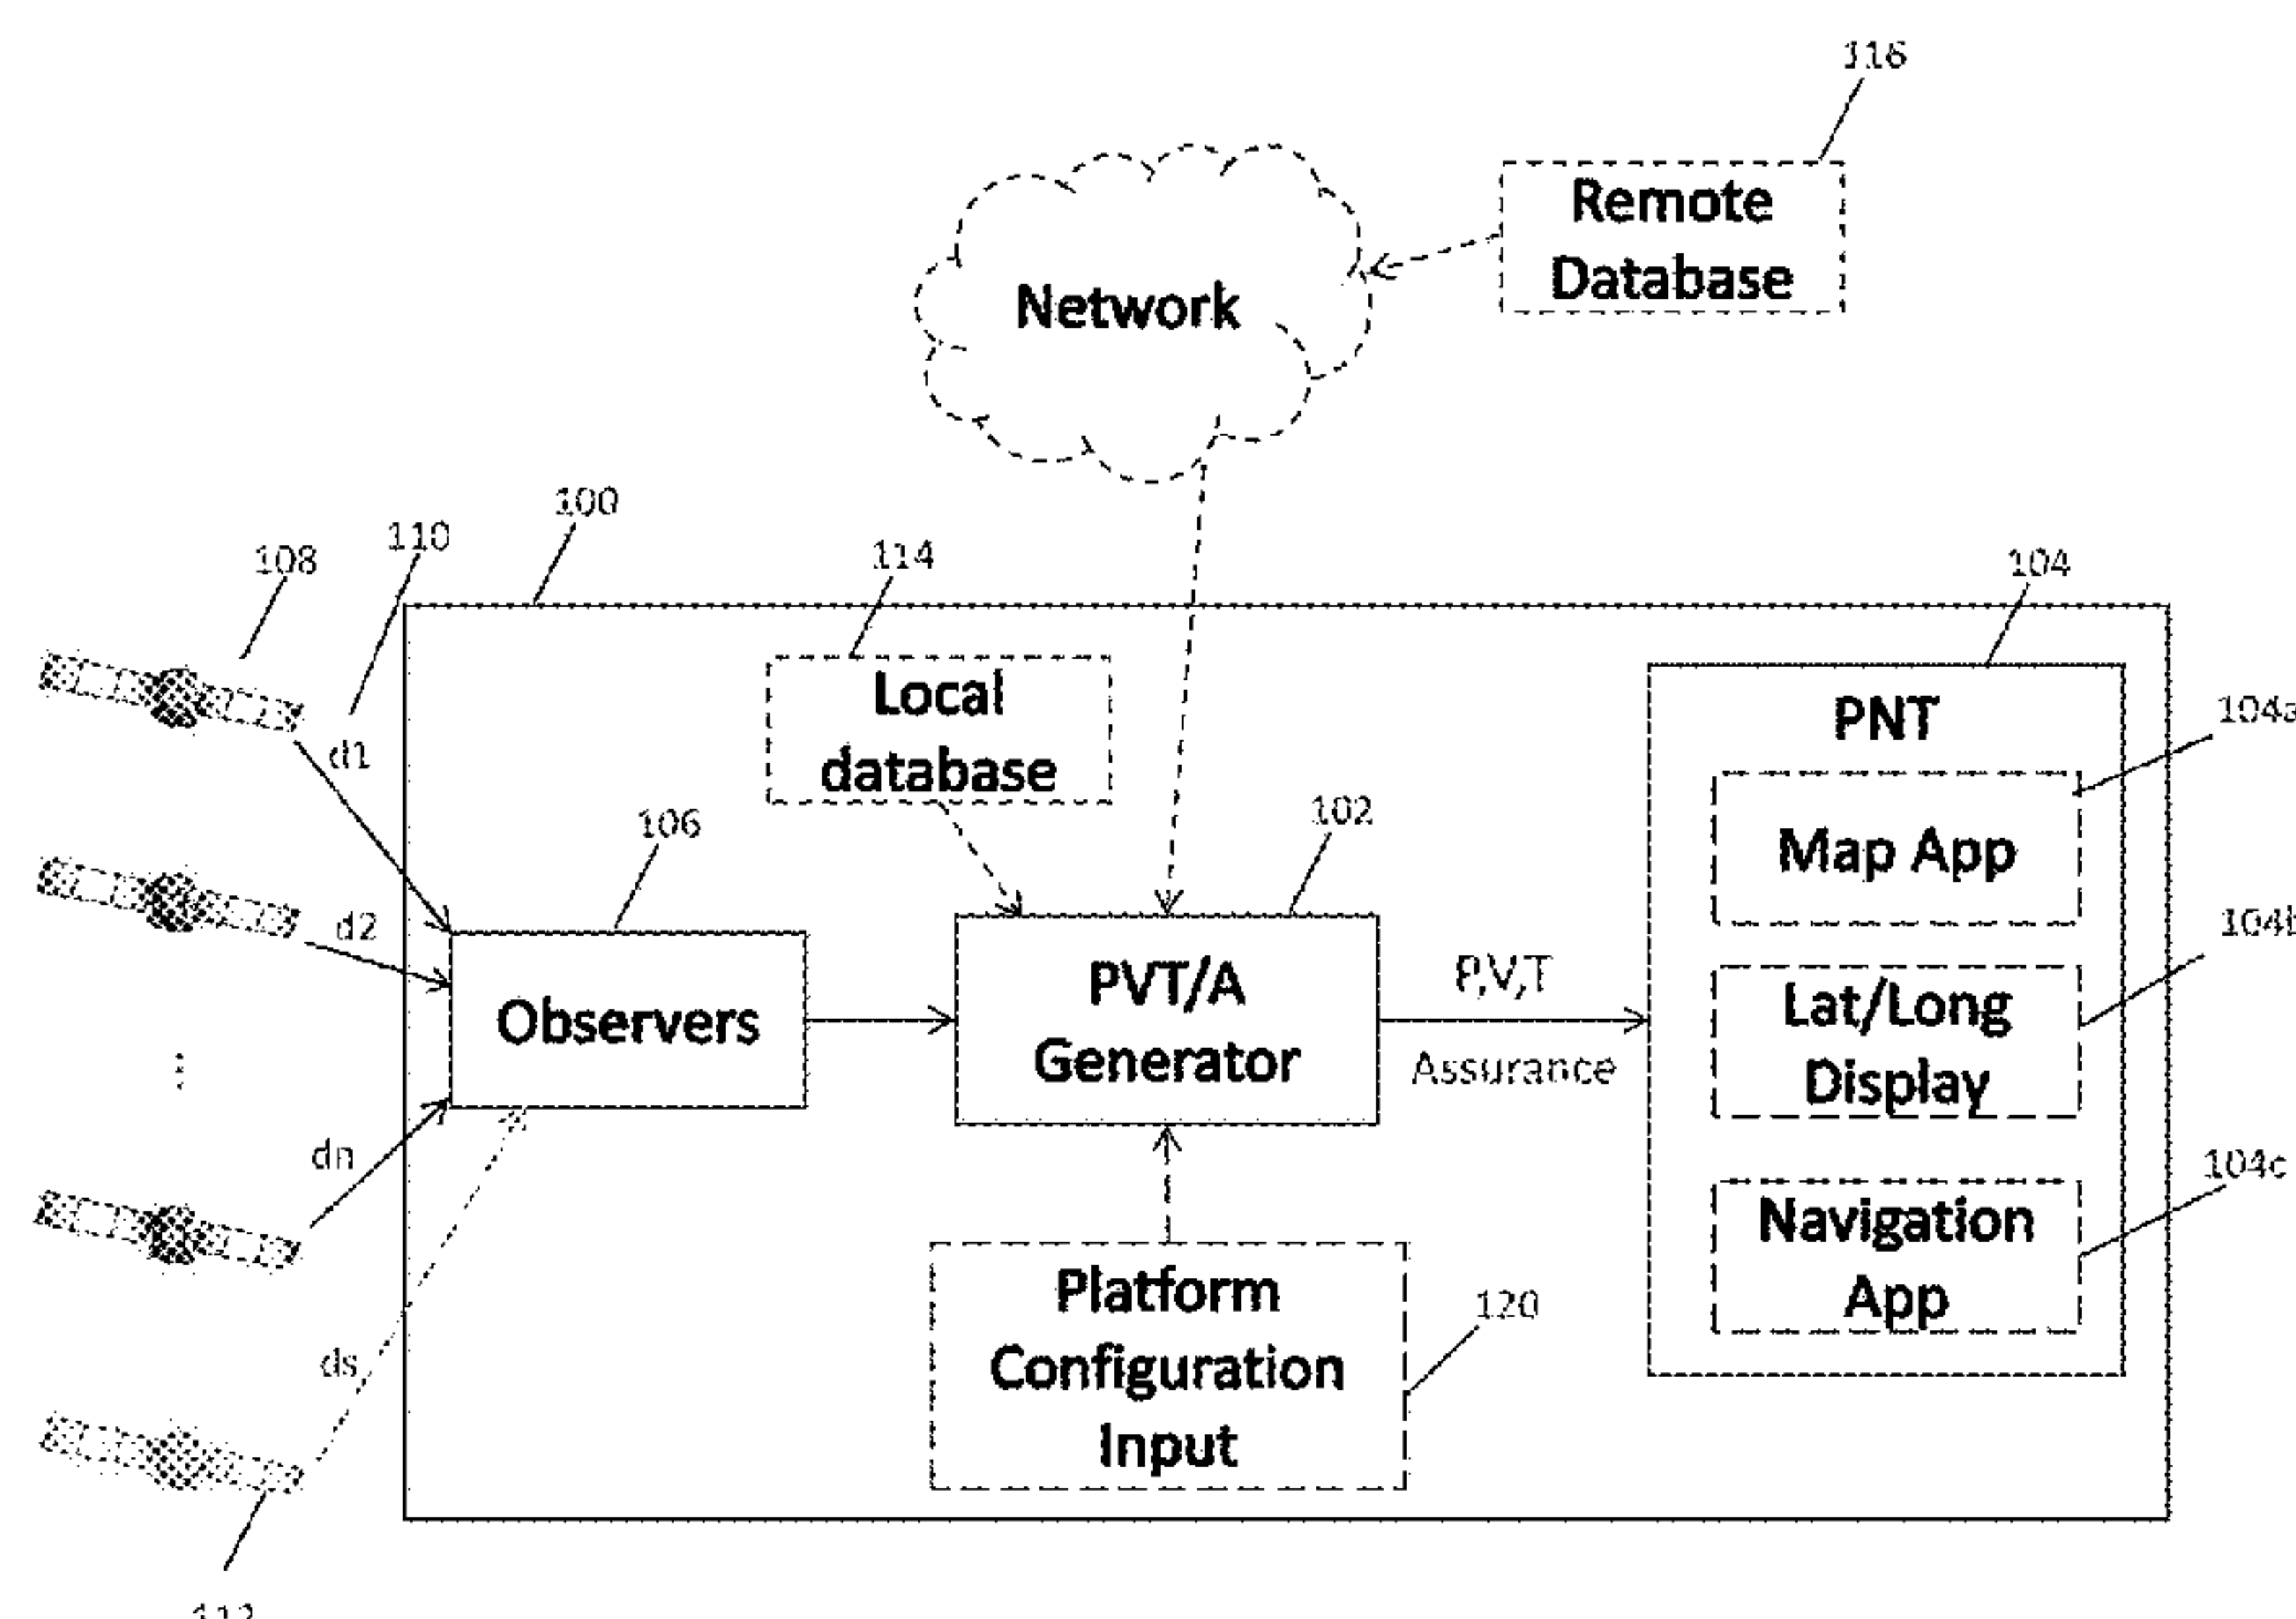 116
Remote
Database
Network
100
110
108
114
104
Local
database
PNT
104a
d1
Map App
106
102
d2
104b
PVT/A
Generator
P,V,T
Assurance
Observers
Lat/Long
Display
dn
104c
Navigation
App
Platform
Configuration
Input
120
ds